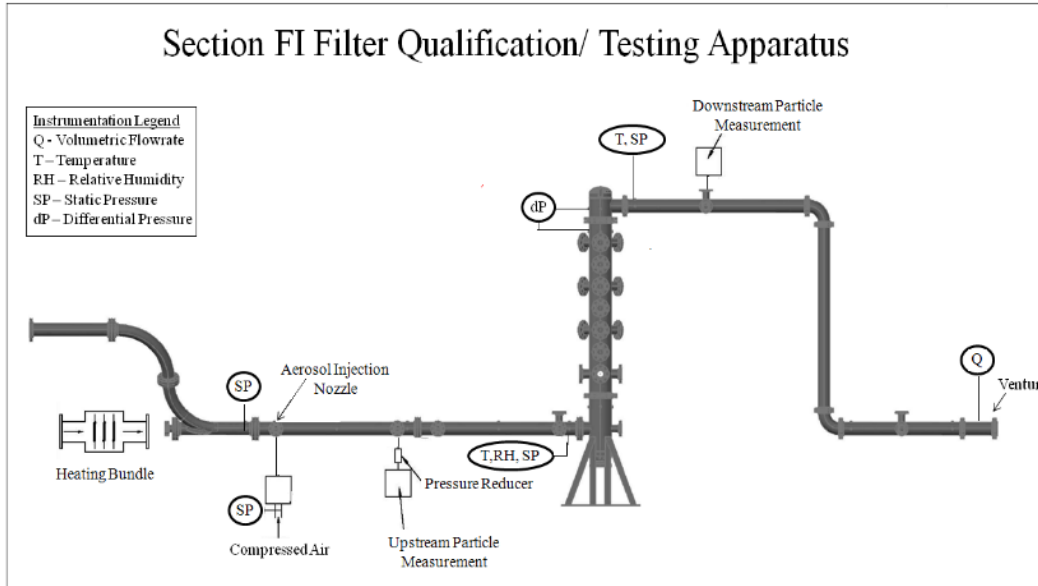 Section FI Filter Qualification/ Testing Apparatus
Instrumentation Legend
Q - Volumetric Flowrate
T – Temperature
RH – Relative Humidity
SP – Static Pressure
dP – Differential Pressure
Downstream Particle
Measurement
T, SP
dP
Aerosol Injection
Nozzle
SP
Q
Ventur
Heating Bundle
T,RH, SP
Pressure Reducer
SP
Compressed Air
Upstream Particle
Measurement